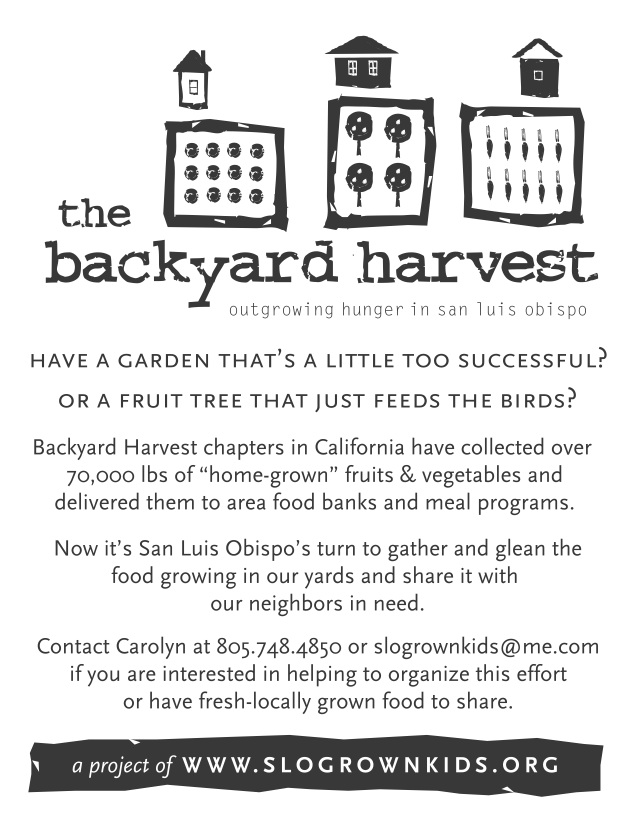 the
backyard harvest
outgrowing hunger in san luis obispo
HAVE A GARDEN THAT'S A LITTLE TOO SUCCESSFUL?
OR A FRUIT TREE THAT JUST FEEDS THE BIRDS?
Backyard Harvest chapters in California have collected over
70,000 lbs of “home-grown” fruits & vegetables and
delivered them to area food banks and meal programs.
Now it's San Luis Obispo's turn to gather and glean the
food growing in our yards and share it with
our neighbors in need.
Contact Carolyn at 805.748.4850 or slogrownkids@me.com
if you are interested in helping to organize this effort
or have fresh-locally grown food to share.
a project of WWW.SLOGROWNKIDS.ORG